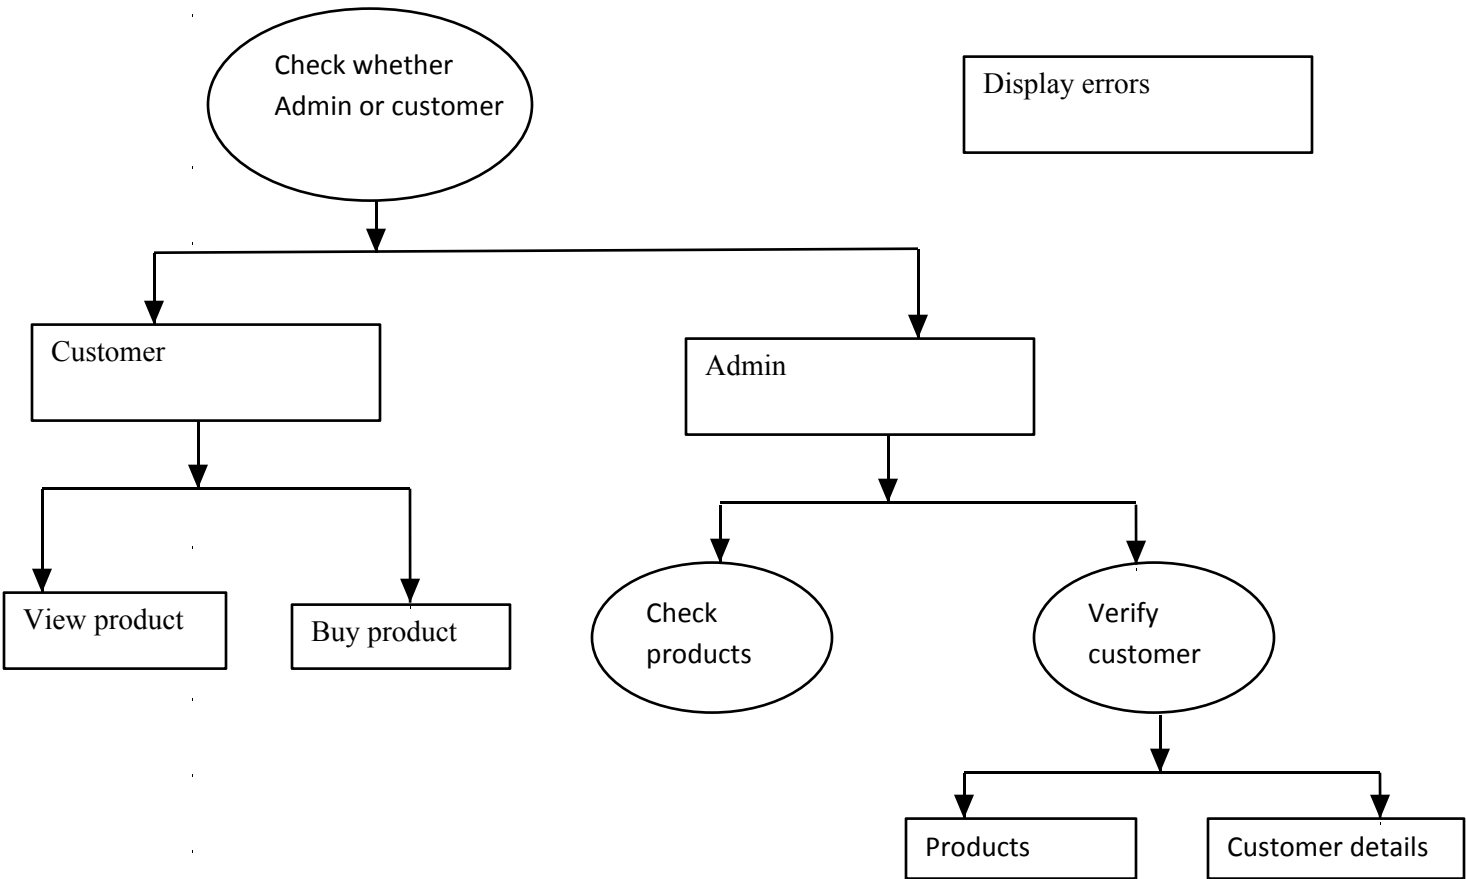 Check whether
Admin or customer
Display errors
Customer
Admin
View product
Buy product
Check
products
Verify
customer
Products
Customer details